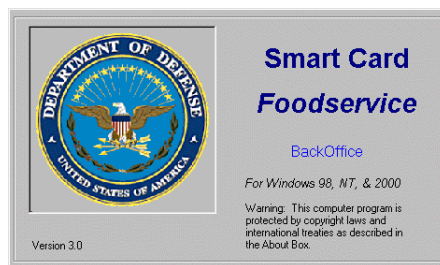 DEPARTMENT OF DEFENSE
UNITED STATES OF AMERICA
Smart Card
Foodservice
BackOffice
For Windows 98, NT, & 2000
Warning: This computer program is
protected by copyright laws and
international treaties as described in
the About Box.
Version 3.0